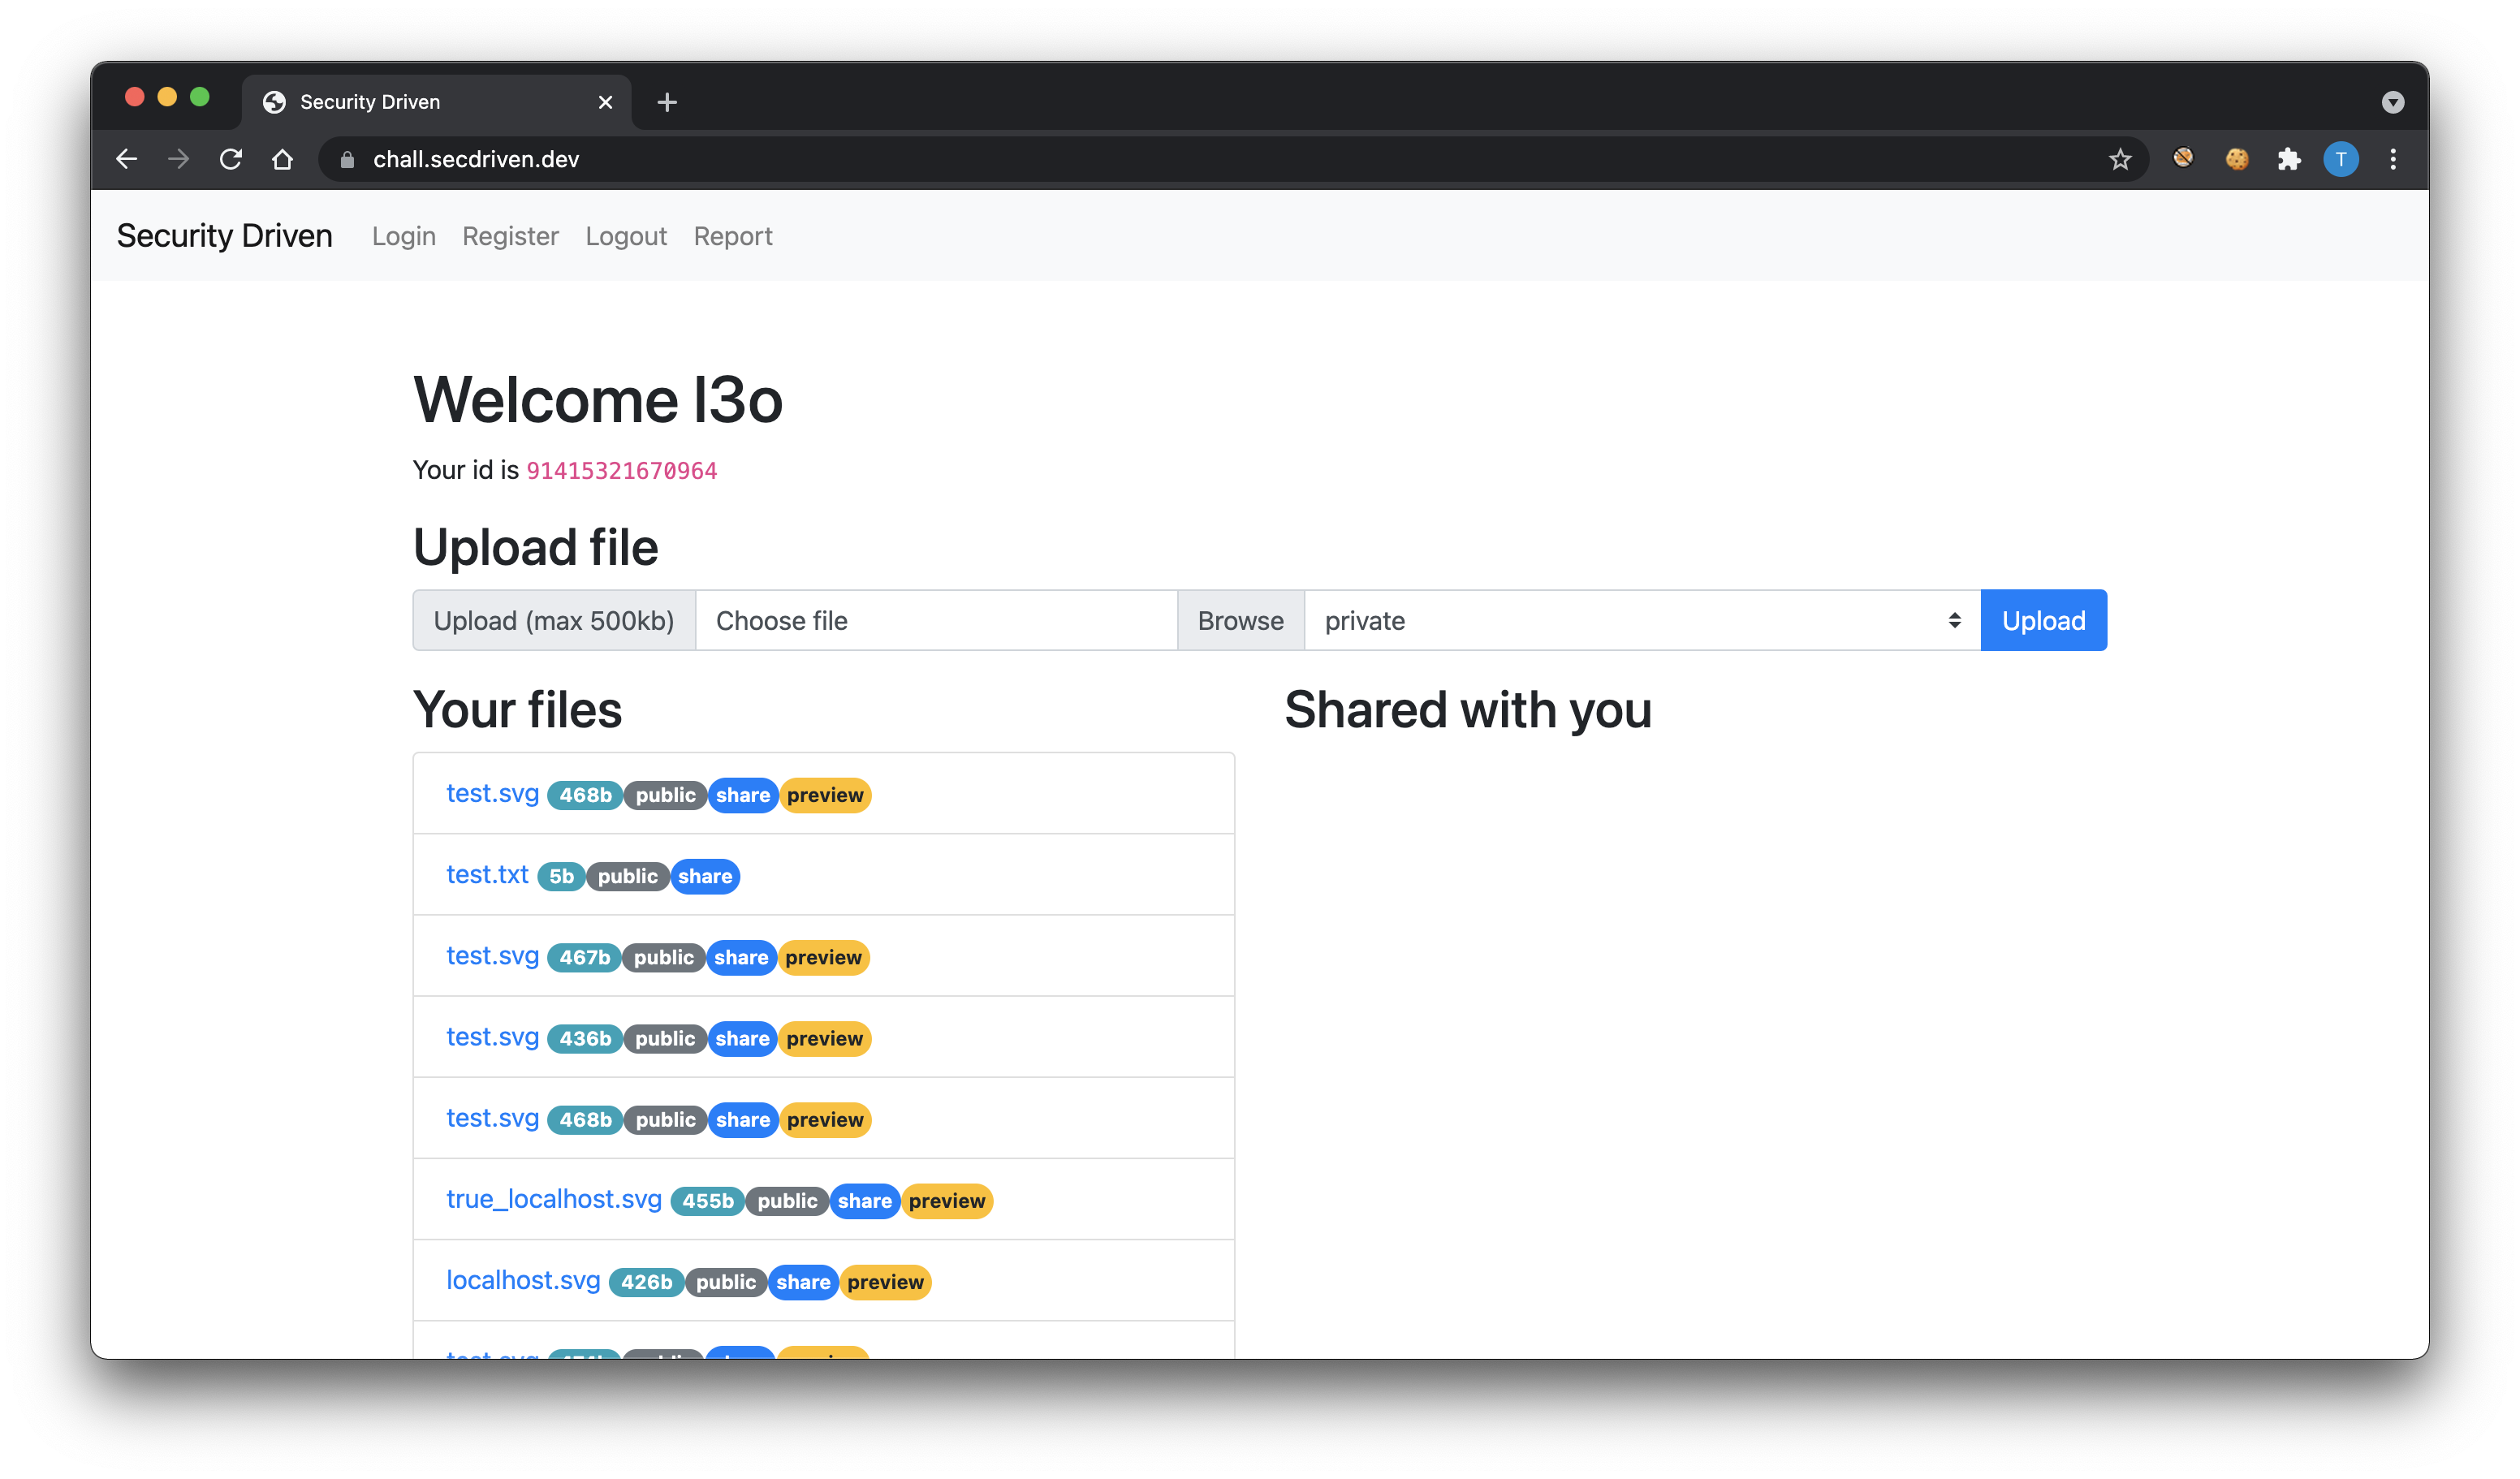 Security Driven
chall.secdriven.dev
T
Security Driven Login Register Logout Report
Welcome l3o
Your id is 91415321670964
Upload file
Upload (max 500kb) Choose file Browse private Upload
Your files
Shared with you
test.svg 468b public share preview
test.txt 5b public share
test.svg 467b public share preview
test.svg 436b public share preview
test.svg 468b public share preview
true_localhost.svg 455b public share preview
localhost.svg 426b public share preview